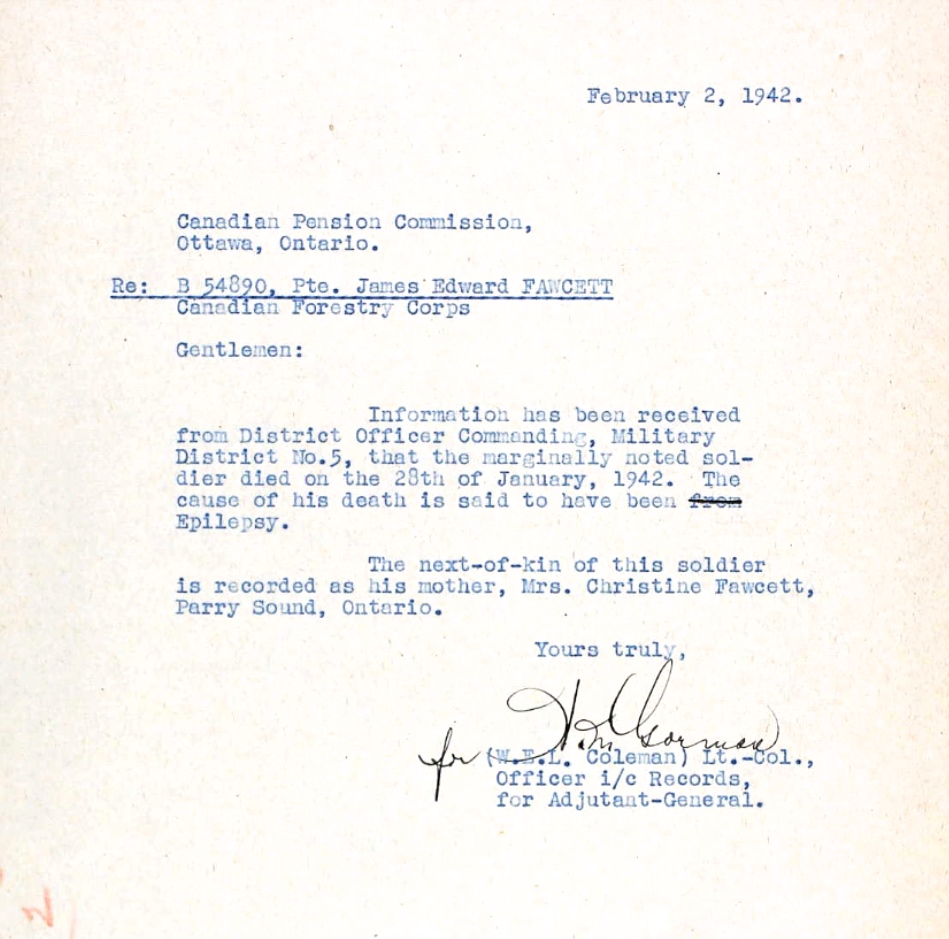 February 2, 1942.
Canadian Pension Commission,
Ottawa, Ontario.
Re: B 54890, Pte. James Edward FAWCETT
Canadian Forestry Corps
Gentlemen:
Information has been received
from District Officer Commanding, Military
District No.5, that the marginally noted sol-
dier died on the 28th of January, 1942. The
cause of his death is said to have been from
Epilepsy.
The next-of-kin of this soldier
is recorded as his mother, Mrs. Christine Fawcett,
Parry Sound, Ontario.
Yours truly,
Gorman
for (W.E.L. Coleman) Lt.-Col.,
Officer i/c Records,
for Adjutant-General.
2